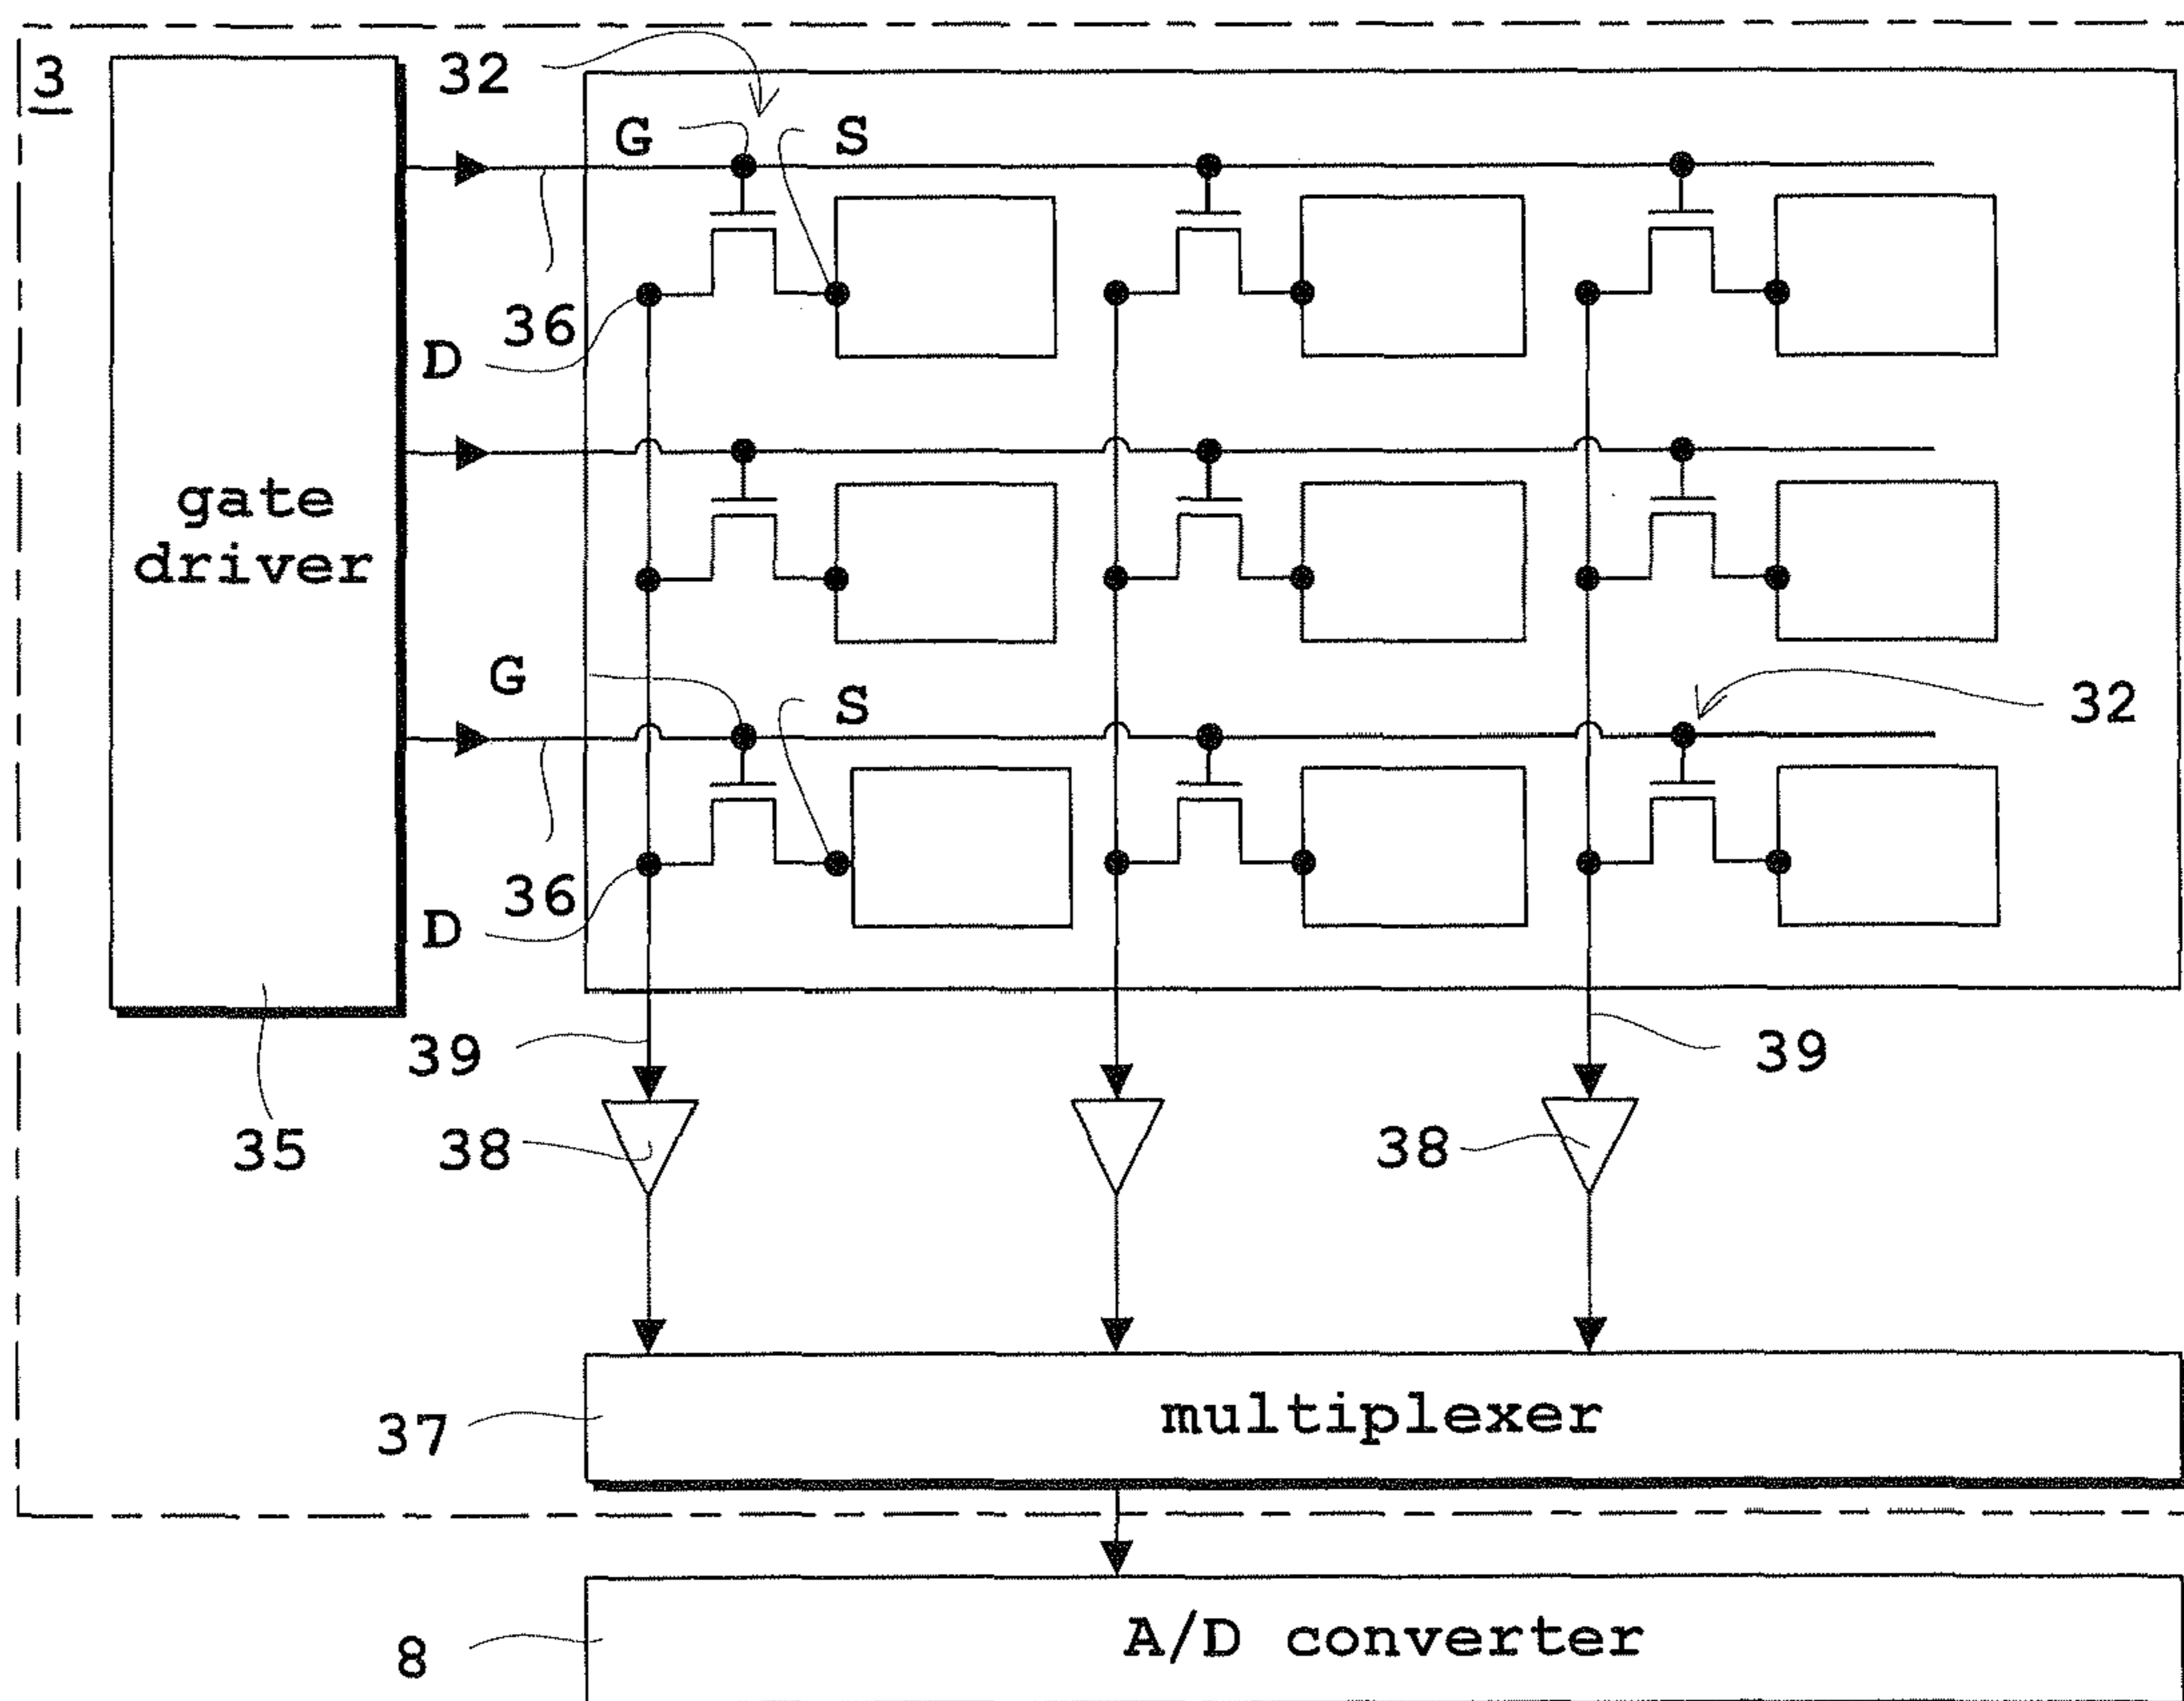 3
32
G
S
36
D
gate
driver
G
S
32
36
D
39
39
35
38
38
37
multiplexer
8
A/D converter